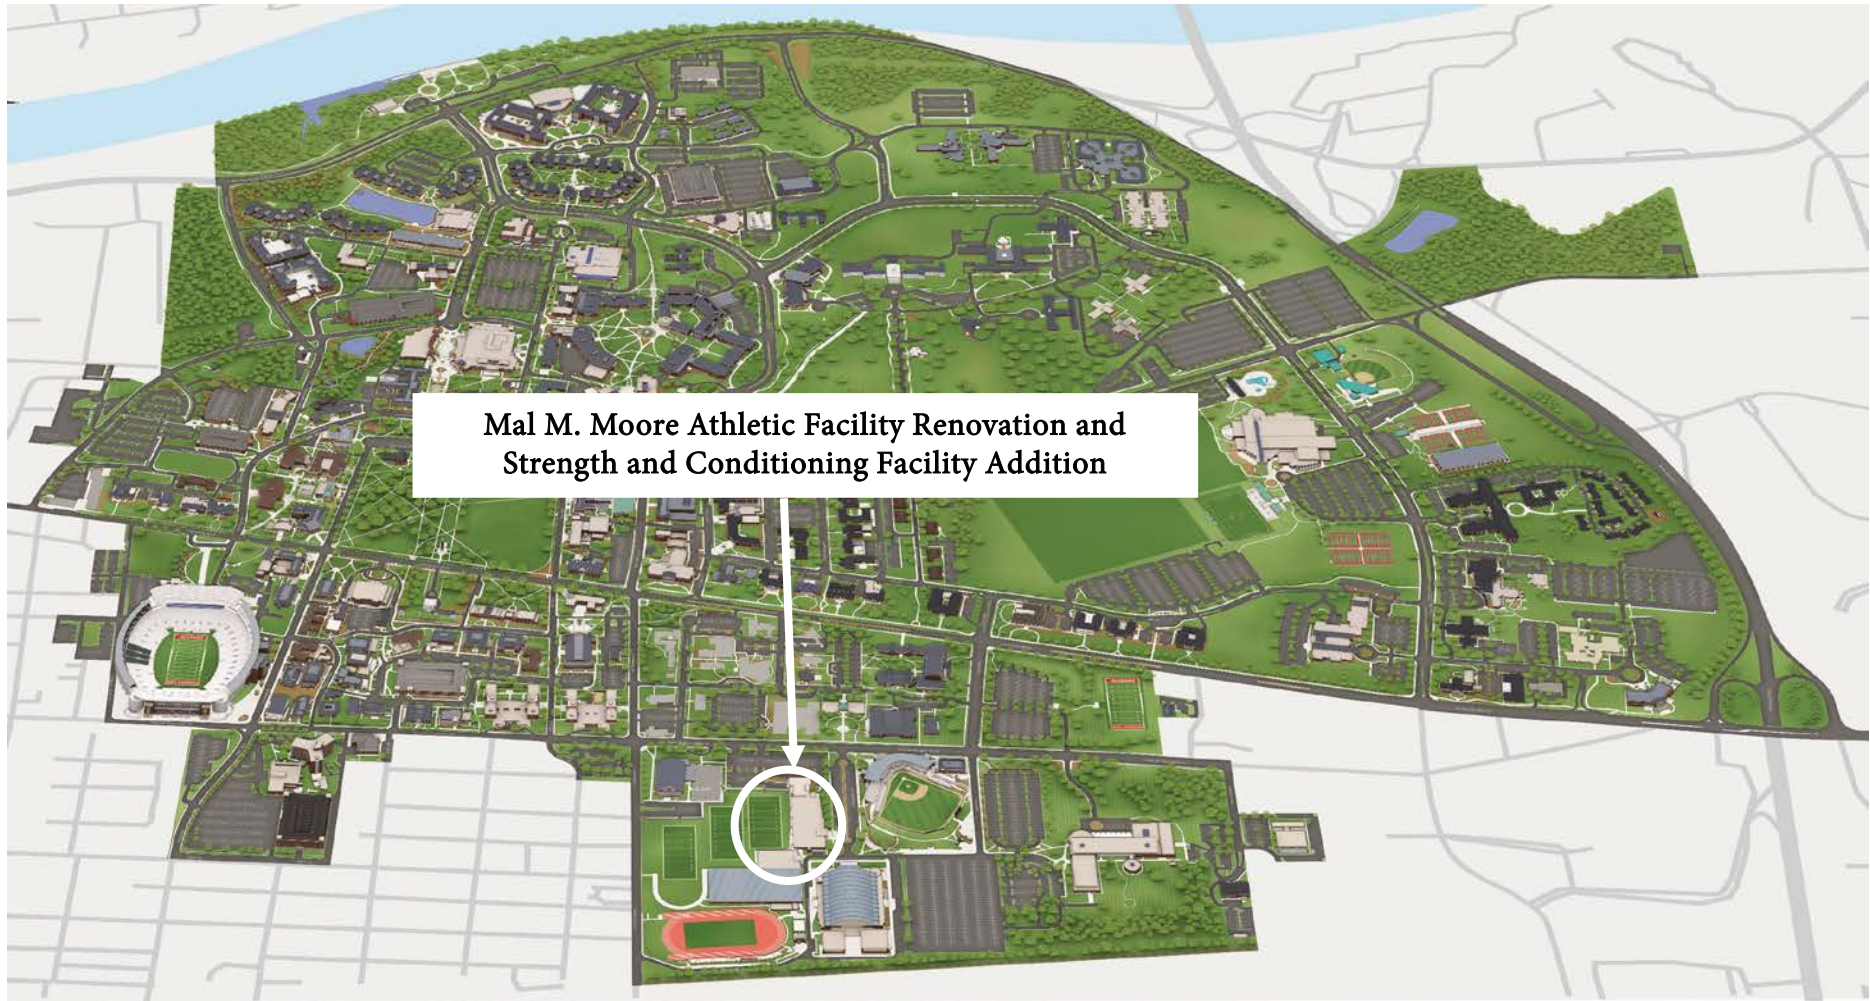 Mal M. Moore Athletic Facility Renovation and
Strength and Conditioning Facility Addition